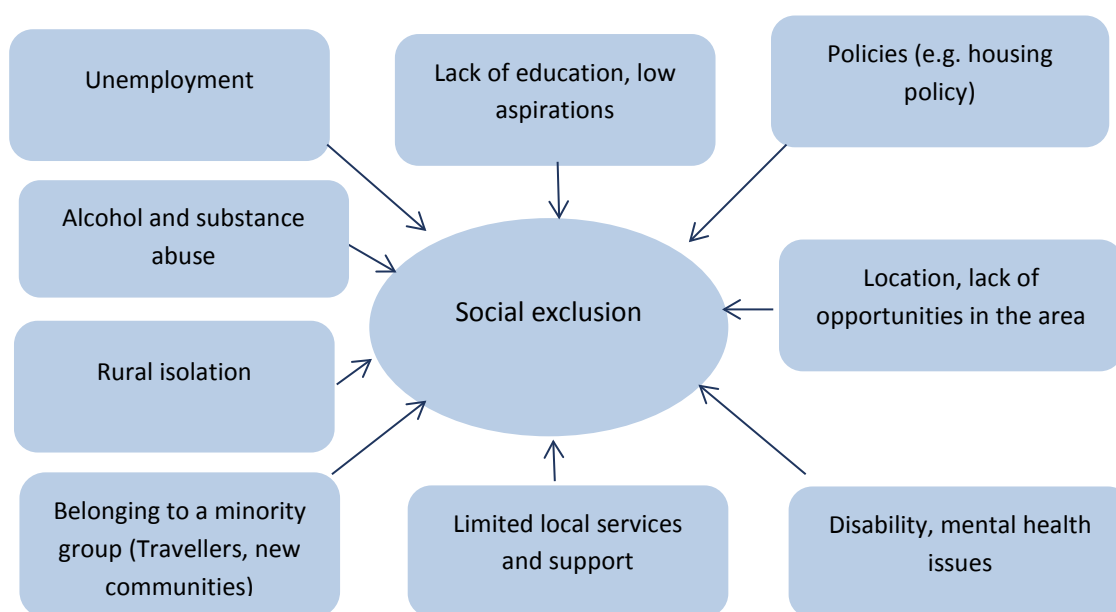 Unemployment
Lack of education, low
aspirations
Policies (e.g. housing
policy)
Alcohol and substance
abuse
Social exclusion
Location, lack of
opportunities in the area
Rural isolation
Belonging to a minority
group (Travellers, new
communities)
Limited local services
and support
Disability, mental health
issues